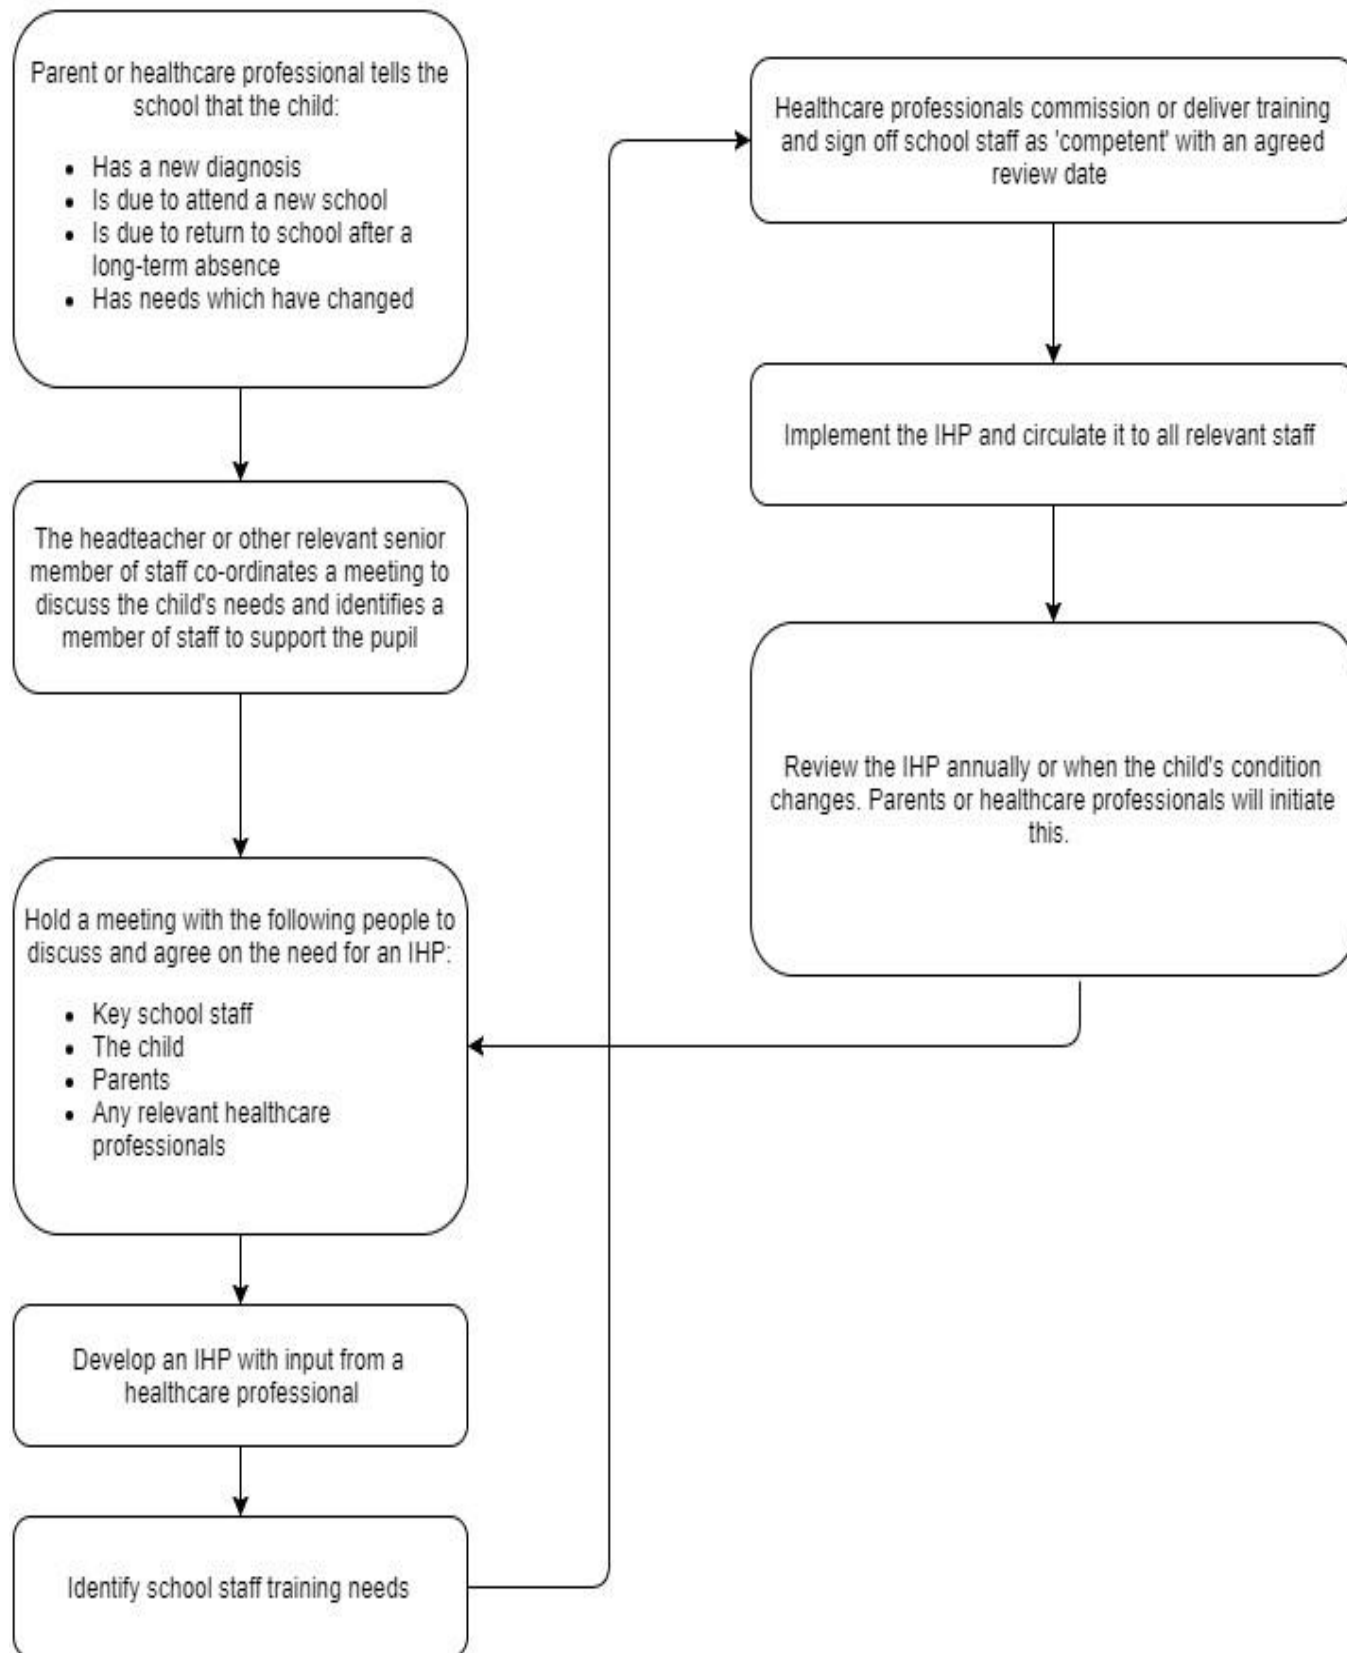 Parent or healthcare professional tells the
school that the child:
• Has a new diagnosis
• Is due to attend a new school
• Is due to return to school after a
long-term absence
• Has needs which have changed
The headteacher or other relevant senior
member of staff co-ordinates a meeting to
discuss the child's needs and identifies a
member of staff to support the pupil
Hold a meeting with the following people to
discuss and agree on the need for an IHP:
• Key school staff
• The child
• Parents
• Any relevant healthcare
professionals
Develop an IHP with input from a
healthcare professional
Identify school staff training needs
Healthcare professionals commission or deliver training
and sign off school staff as 'competent' with an agreed
review date
Implement the IHP and circulate it to all relevant staff
Review the IHP annually or when the child's condition
changes. Parents or healthcare professionals will initiate
this.